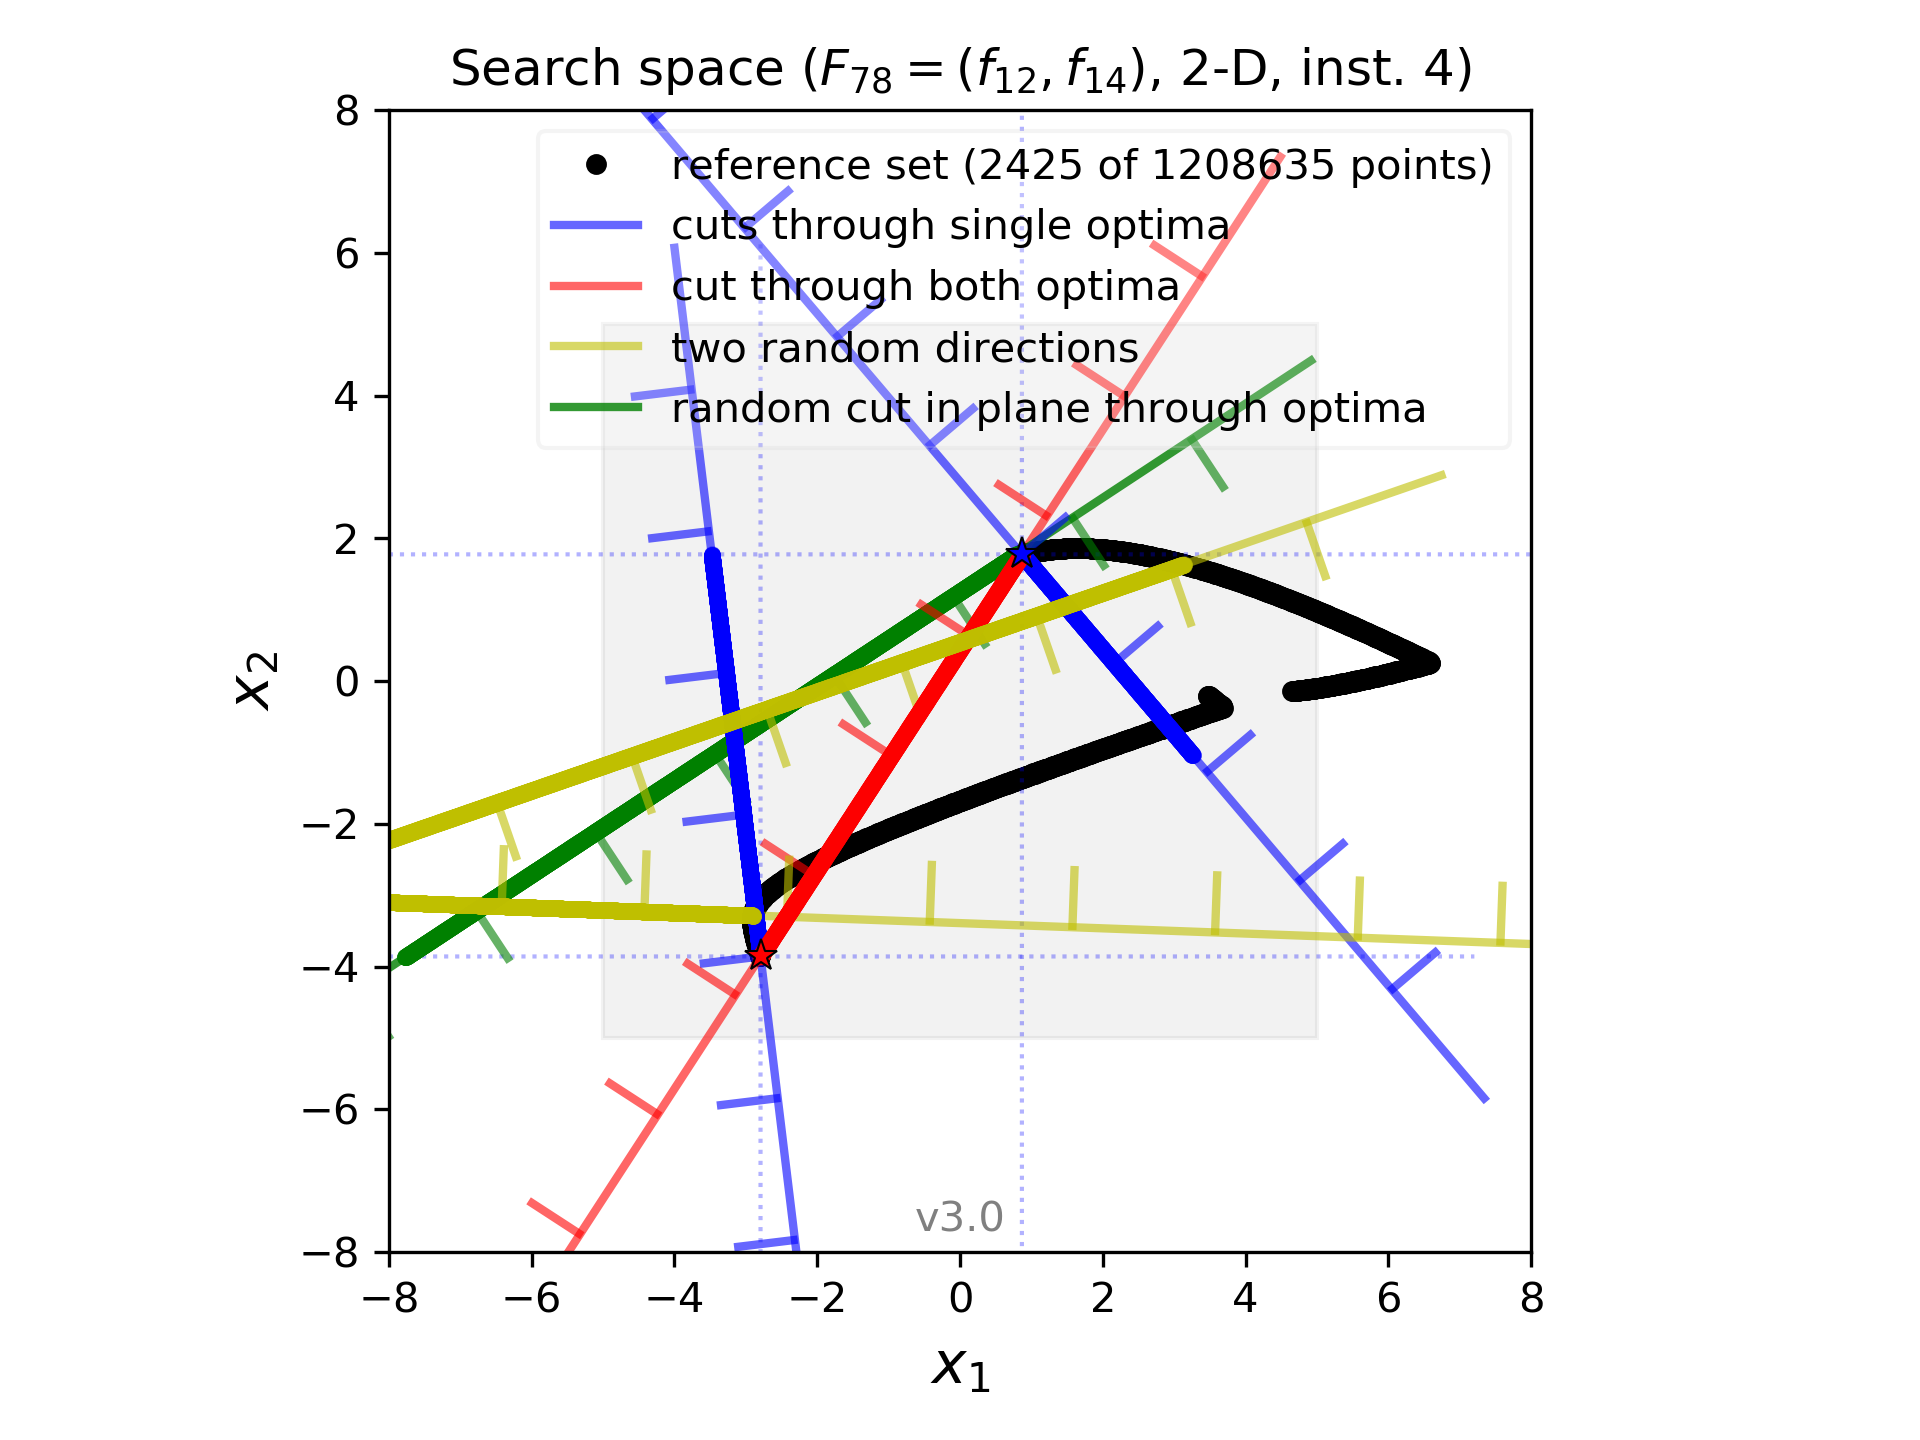 Search space (F₇₈ = (f₁₂, f₁₄), 2-D, inst. 4)
reference set (2425 of 1208635 points)
cuts through single optima
cut through both optima
two random directions
random cut in plane through optima
8
6
4
2
0
−2
−4
−6
−8
x₂
v3.0
−8 −6 −4 −2 0 2 4 6 8
x₁